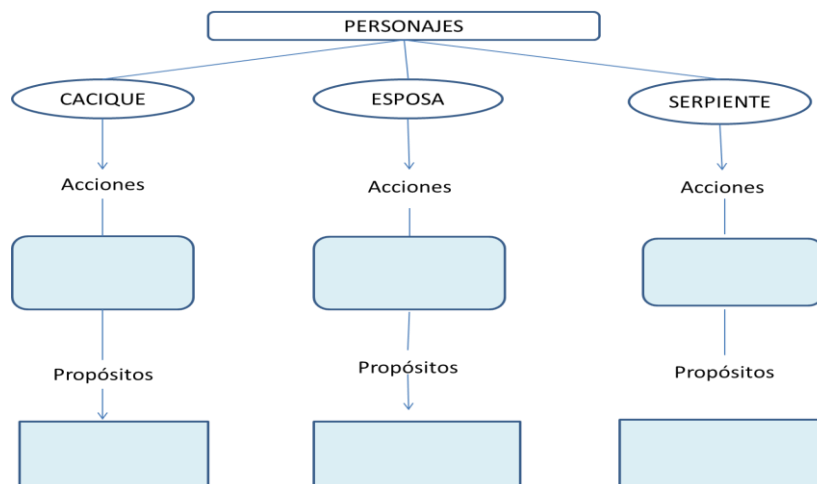 PERSONAJES
CACIQUE
ESPOSA
SERPIENTE
Acciones
Acciones
Acciones
Propósitos
Propósitos
Propósitos